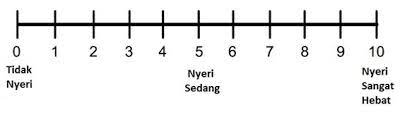 0 1 2 3 4 5 6 7 8 9 10
Tidak
Nyeri
Nyeri
Sedang
Nyeri
Sangat
Hebat